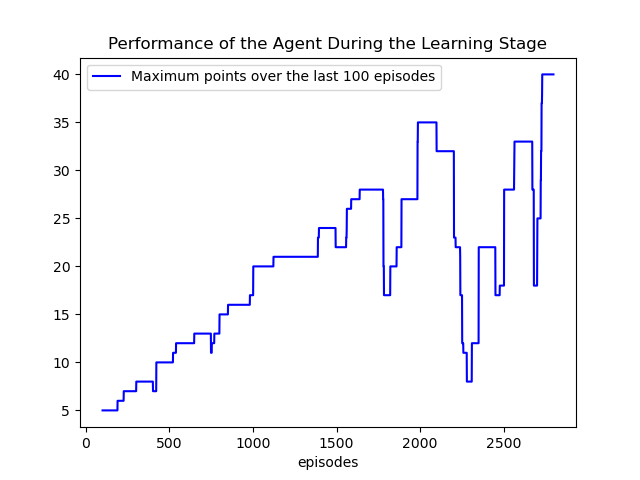 Performance of the Agent During the Learning Stage
Maximum points over the last 100 episodes
40
35
30
25
20
15
10
5
0 500 1000 1500 2000 2500
episodes